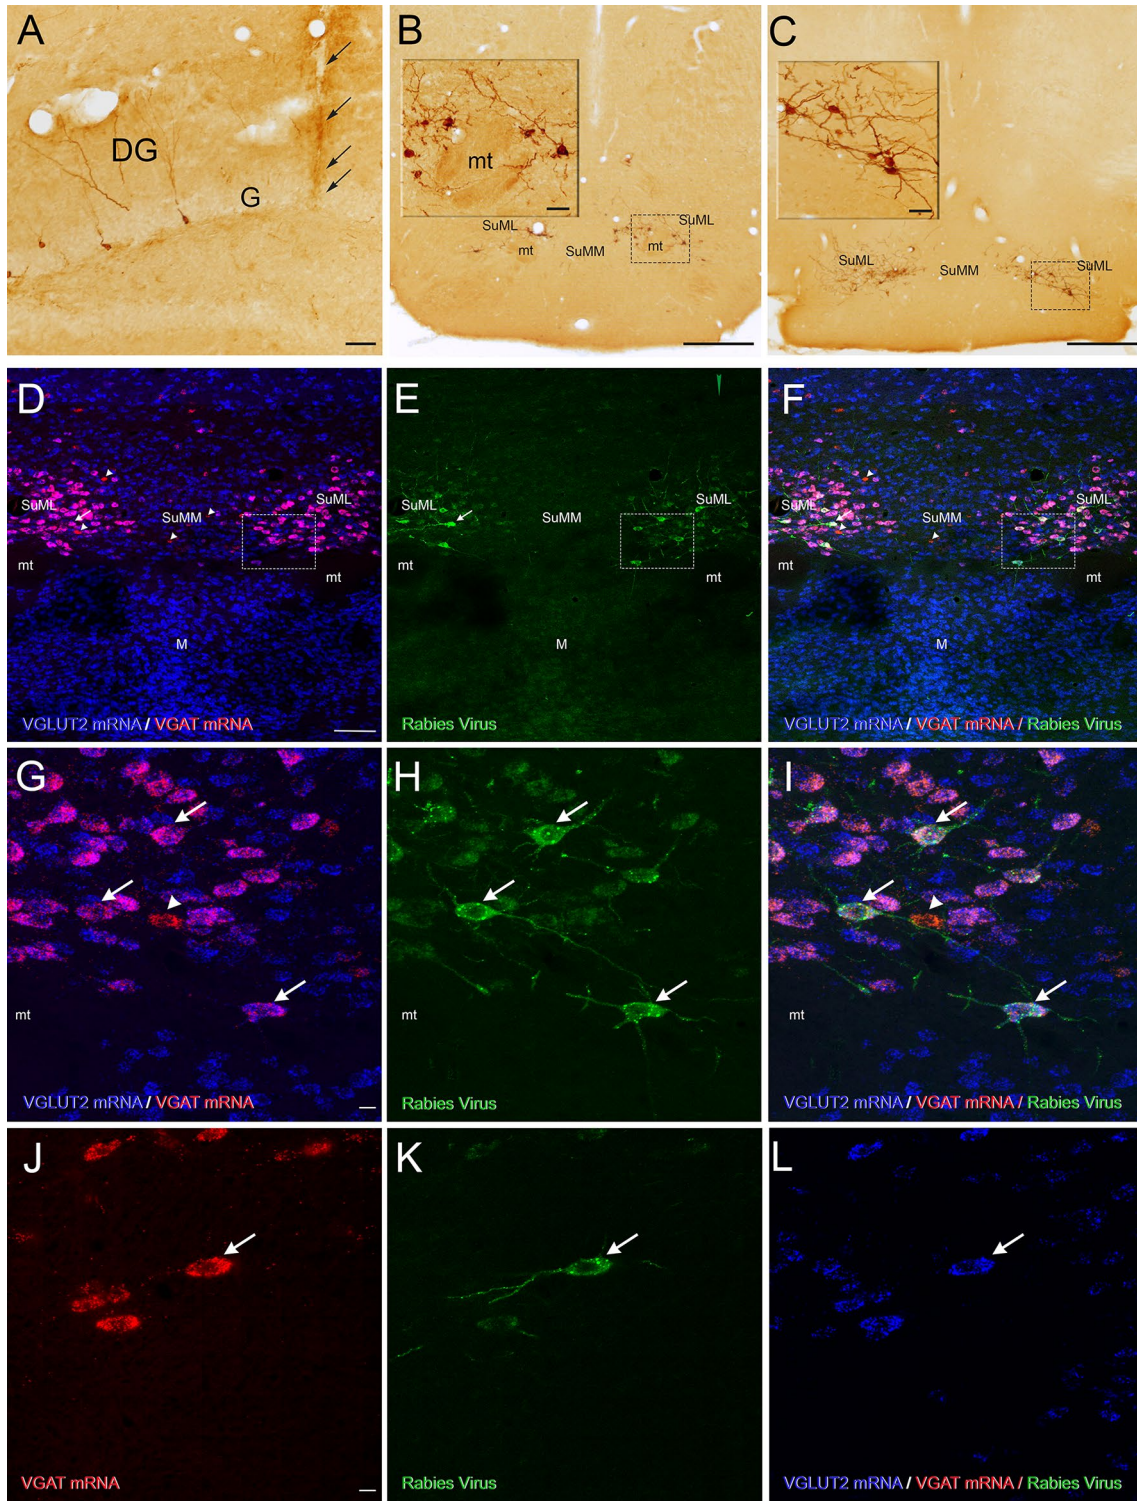 A
DG
G
B
mt
SuML
SuML
mt
mt
SuMM
C
SuML
SuMM
SuML
D
SuML
SuML
SuMM
mt
mt
M
VGLUT2 mRNA / VGAT mRNA
E
SuML
SuML
SuMM
mt
mt
M
Rabies Virus
F
SuML
SuML
SuMM
mt
mt
M
VGLUT2 mRNA / VGAT mRNA / Rabies Virus
G
mt
VGLUT2 mRNA / VGAT mRNA
H
mt
Rabies Virus
I
mt
VGLUT2 mRNA / VGAT mRNA / Rabies Virus
J
VGAT mRNA
K
Rabies Virus
L
VGLUT2 mRNA / VGAT mRNA / Rabies Virus